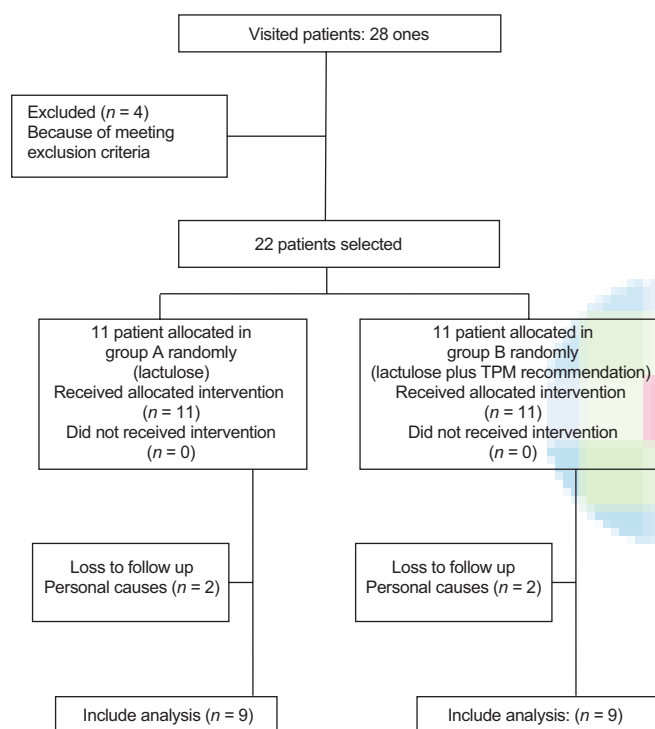 Visited patients: 28 ones
Excluded (n = 4)
Because of meeting
exclusion criteria
22 patients selected
11 patient allocated in
group A randomly
(lactulose)
Received allocated intervention
(n = 11)
Did not received intervention
(n = 0)
11 patient allocated in
group B randomly
(lactulose plus TPM recommendation)
Received allocated intervention
(n = 11)
Did not received intervention
(n = 0)
Loss to follow up
Personal causes (n = 2)
Loss to follow up
Personal causes (n = 2)
Include analysis (n = 9)
Include analysis: (n = 9)